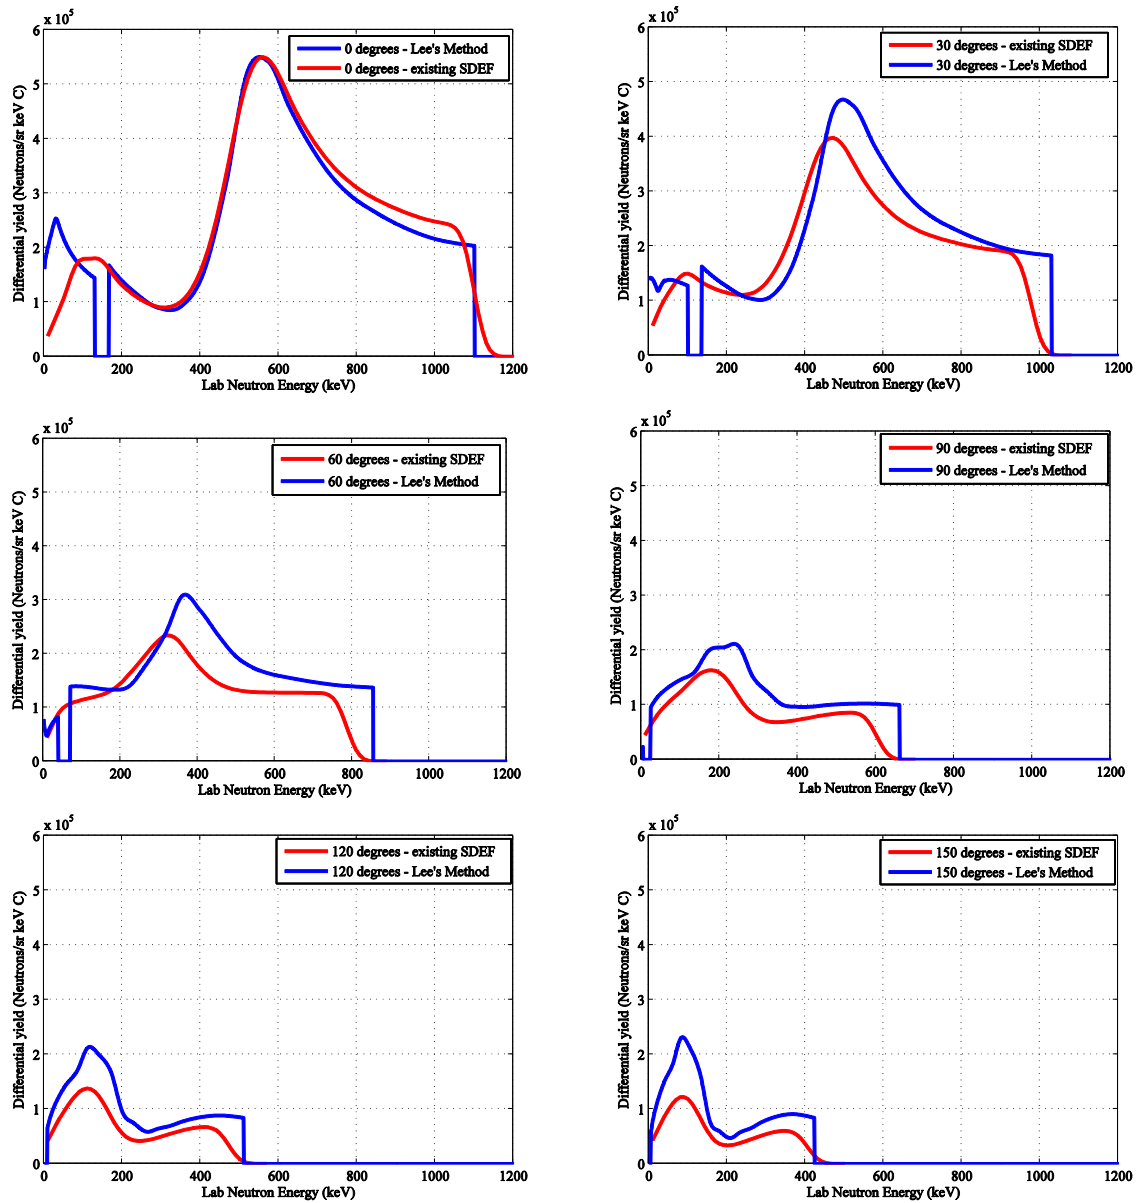 x 10^5
0 degrees - Lee's Method
0 degrees - existing SDEF
Differential yield (Neutrons/sr keV C)
6
5
4
3
2
1
0
0 200 400 600 800 1000 1200
Lab Neutron Energy (keV)
x 10^5
30 degrees - existing SDEF
30 degrees - Lee's Method
Differential yield (Neutrons/sr keV C)
6
5
4
3
2
1
0
0 200 400 600 800 1000 1200
Lab Neutron Energy (keV)
x 10^5
60 degrees - existing SDEF
60 degrees - Lee's Method
Differential yield (Neutrons/sr keV C)
6
5
4
3
2
1
0
0 200 400 600 800 1000 1200
Lab Neutron Energy (keV)
x 10^5
90 degrees - existing SDEF
90 degrees - Lee's Method
Differential yield (Neutrons/sr keV C)
6
5
4
3
2
1
0
0 200 400 600 800 1000 1200
Lab Neutron Energy (keV)
x 10^5
120 degrees - existing SDEF
120 degrees - Lee's Method
Differential yield (Neutrons/sr keV C)
6
5
4
3
2
1
0
0 200 400 600 800 1000 1200
Lab Neutron Energy (keV)
x 10^5
150 degrees - existing SDEF
150 degrees - Lee's Method
Differential yield (Neutrons/sr keV C)
6
5
4
3
2
1
0
0 200 400 600 800 1000 1200
Lab Neutron Energy (keV)